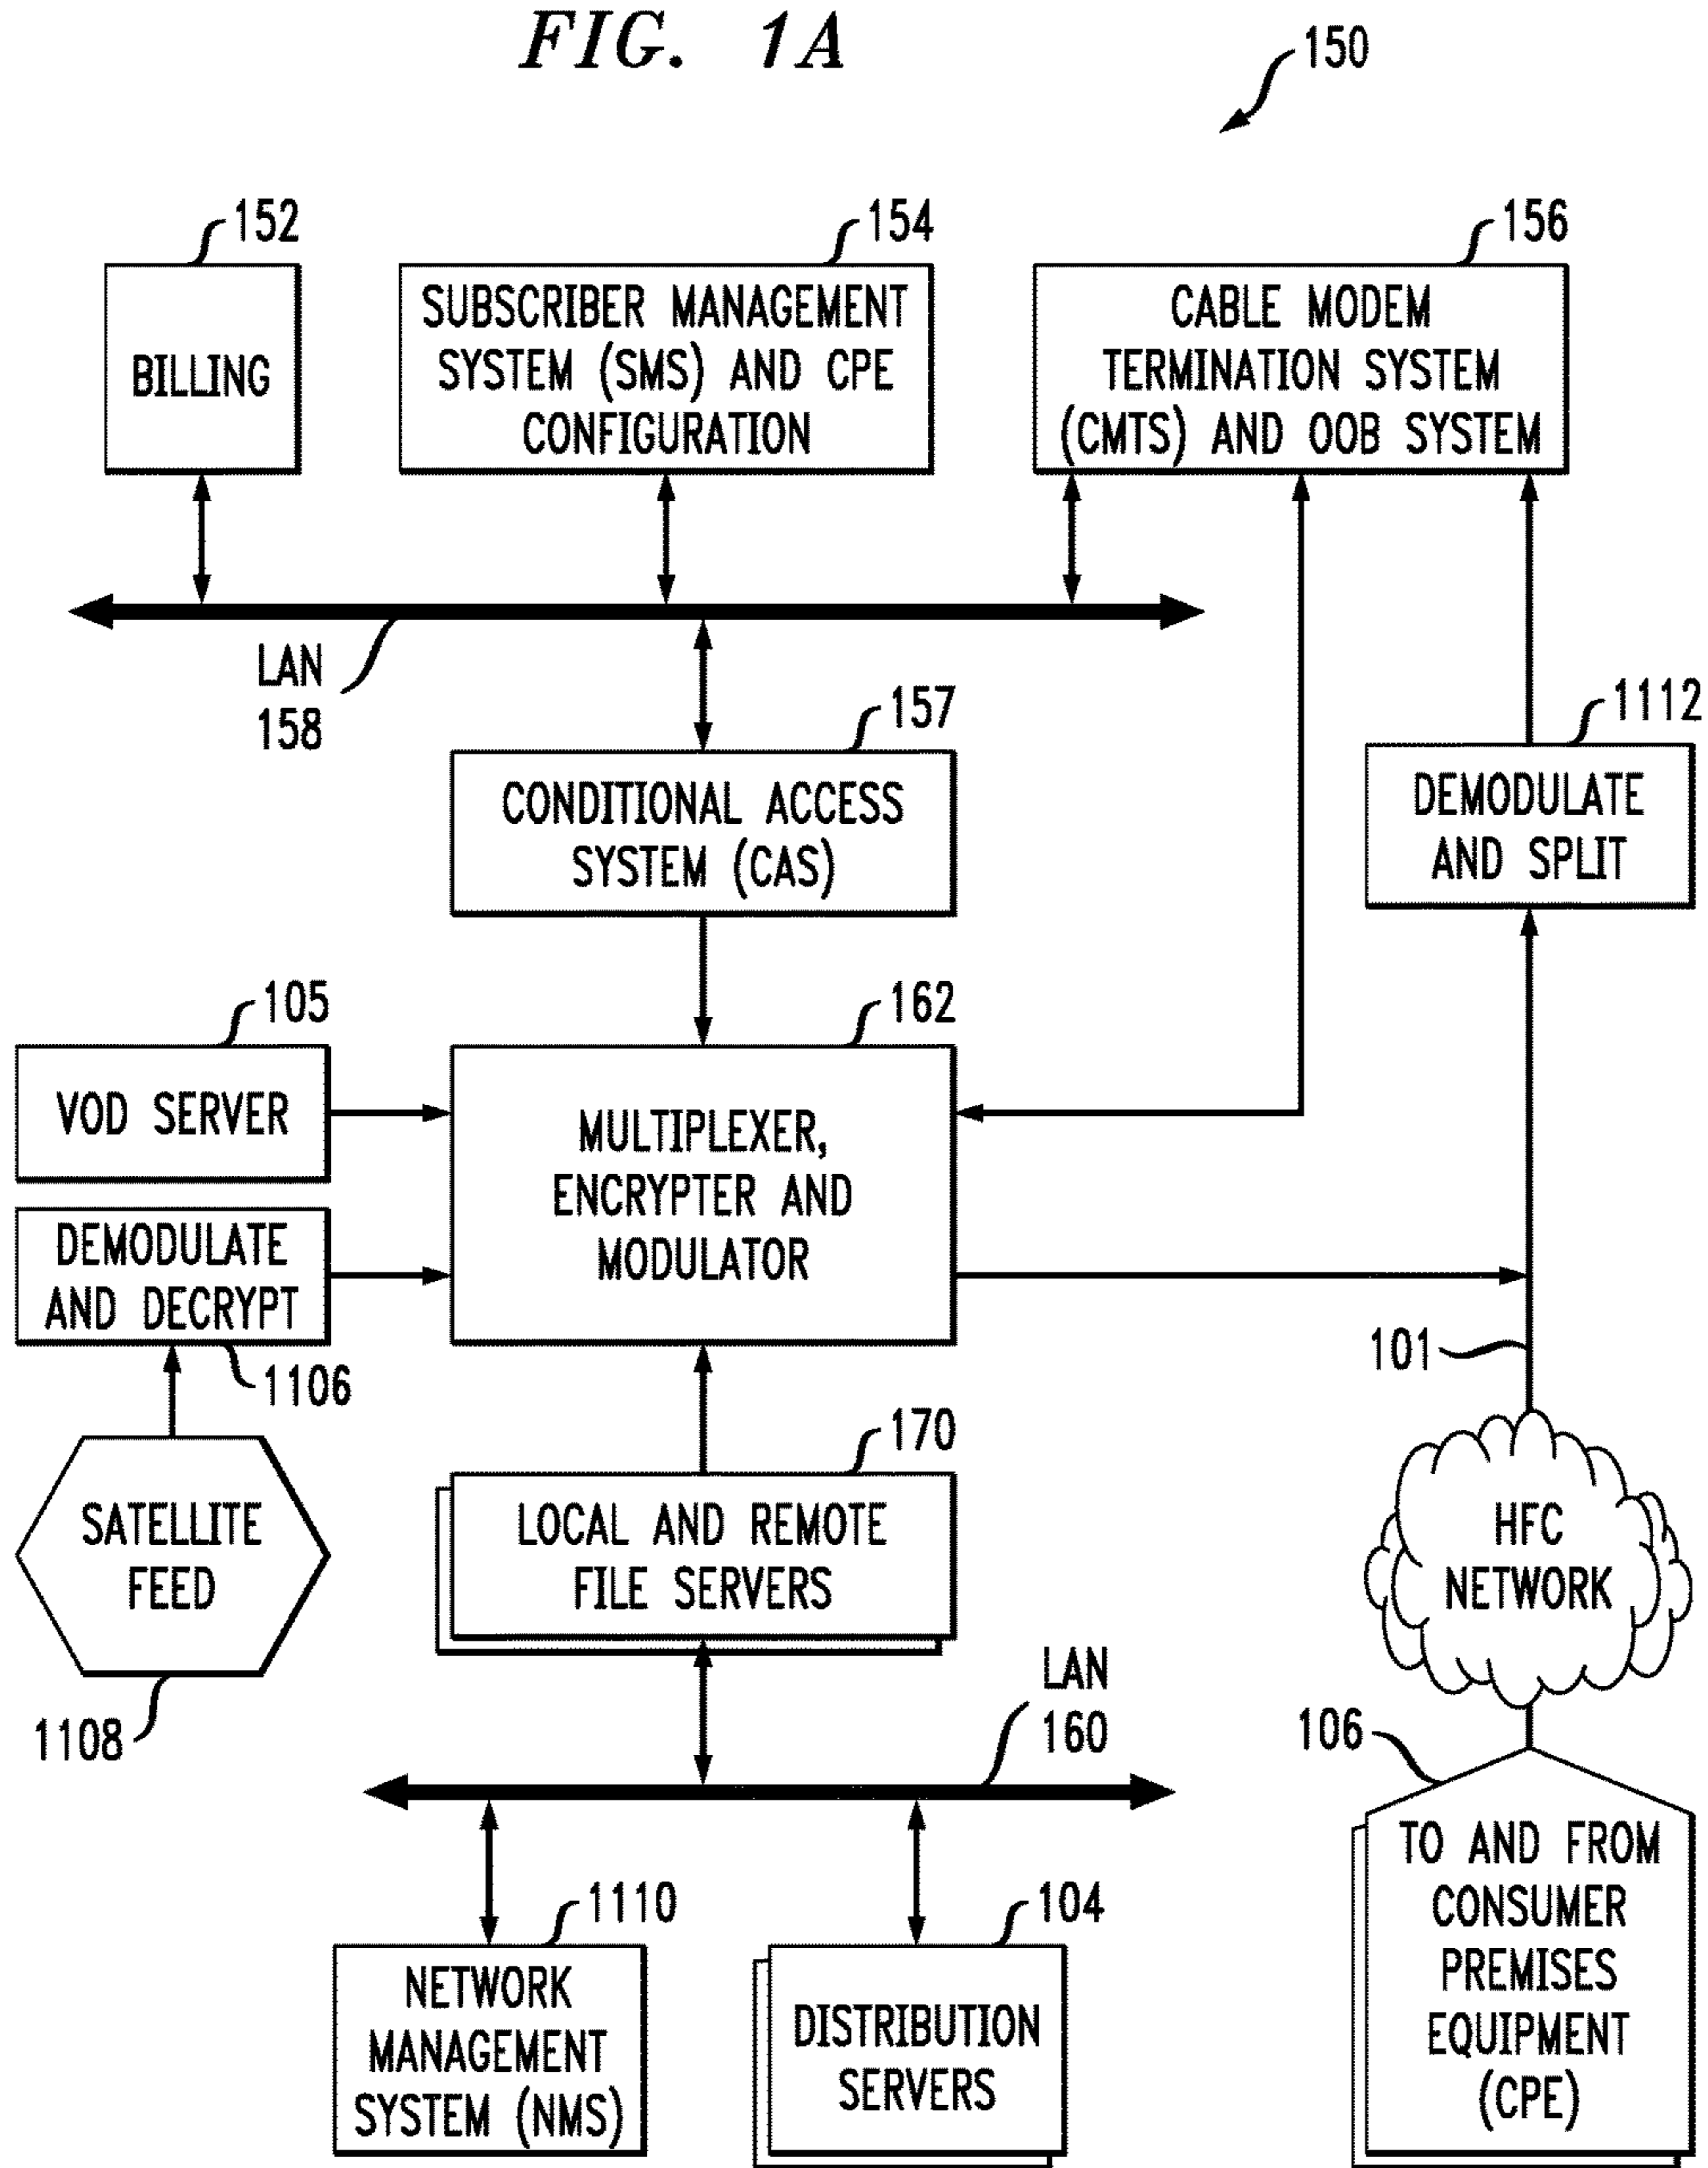 FIG. 1A
150
152
154
156
BILLING
SUBSCRIBER MANAGEMENT
SYSTEM (SMS) AND CPE
CONFIGURATION
CABLE MODEM
TERMINATION SYSTEM
(CMTS) AND OOB SYSTEM
LAN
158
157
1112
CONDITIONAL ACCESS
SYSTEM (CAS)
DEMODULATE
AND SPLIT
105
162
VOD SERVER
MULTIPLEXER,
ENCRYPTER AND
MODULATOR
DEMODULATE
AND DECRYPT
1106
101
170
SATELLITE
FEED
LOCAL AND REMOTE
FILE SERVERS
HFC
NETWORK
1108
LAN
160
106
1110
104
NETWORK
MANAGEMENT
SYSTEM (NMS)
DISTRIBUTION
SERVERS
TO AND FROM
CONSUMER
PREMISES
EQUIPMENT
(CPE)